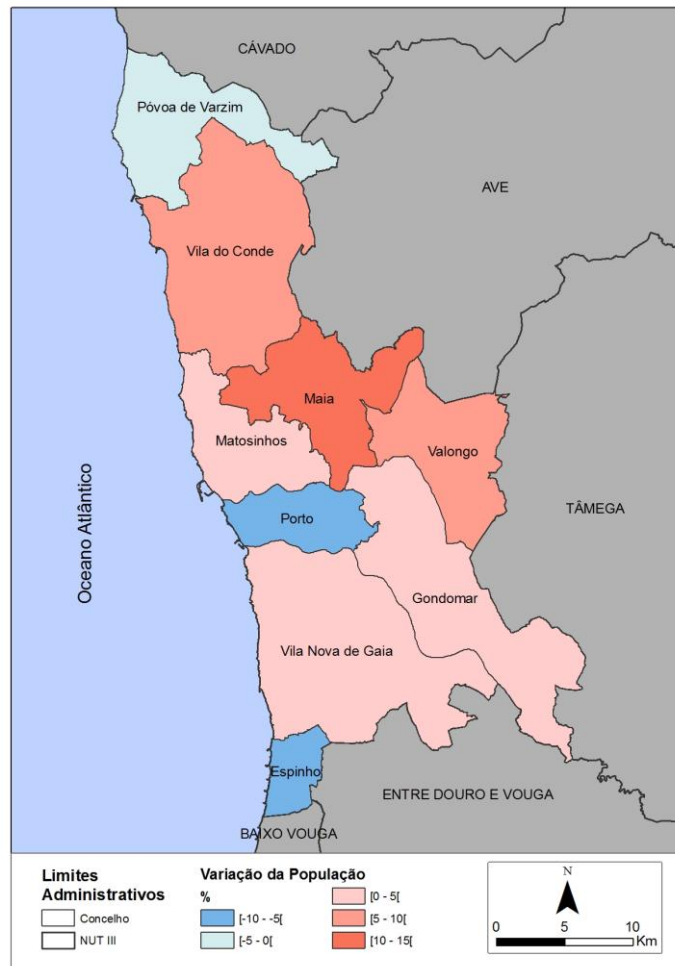 CÁVADO
Póvoa de Varzim
AVE
Vila do Conde
Maia
Matosinhos
Valongo
Porto
TÂMEGA
Oceano Atlântico
Gondomar
Vila Nova de Gaia
Espinho
ENTRE DOURO E VOUGA
BAIXO VOUGA
Limites
Administrativos
Concelho
NUT III
Variação da População
%
[-10 - -5[
[-5 - 0[
[0 - 5[
[5 - 10[
[10 - 15[
N
0 5 10
Km